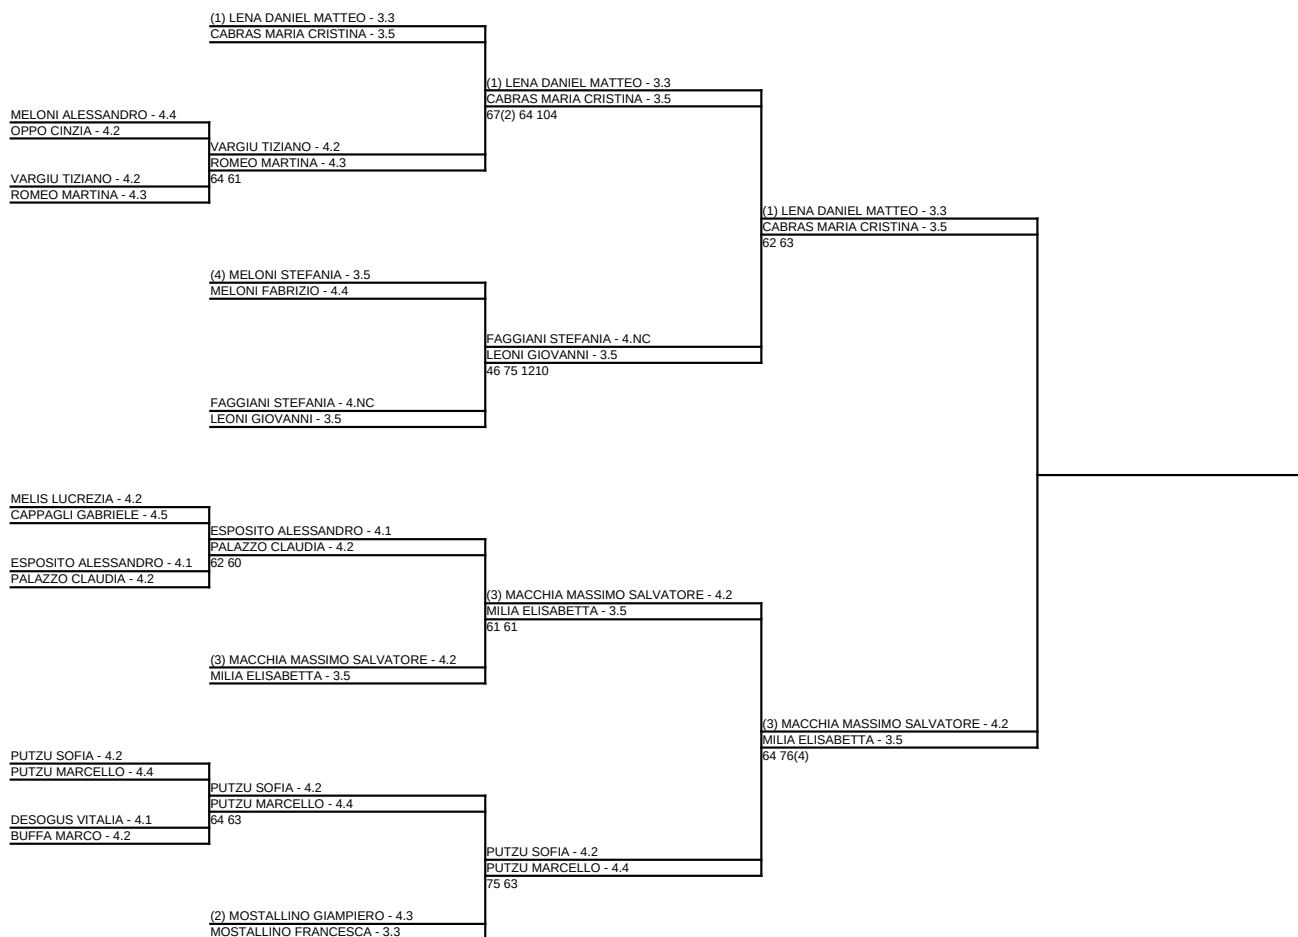 (1) LENA DANIEL MATTEO - 3.3
CABRAS MARIA CRISTINA - 3.5
(1) LENA DANIEL MATTEO - 3.3
CABRAS MARIA CRISTINA - 3.5
67(2) 64 104
MELONI ALESSANDRO - 4.4
OPPO CINZIA - 4.2
VARGIU TIZIANO - 4.2
ROMEO MARTINA - 4.3
64 61
VARGIU TIZIANO - 4.2
ROMEO MARTINA - 4.3
(1) LENA DANIEL MATTEO - 3.3
CABRAS MARIA CRISTINA - 3.5
62 63
(4) MELONI STEFANIA - 3.5
MELONI FABRIZIO - 4.4
FAGGIANI STEFANIA - 4.NC
LEONI GIOVANNI - 3.5
46 75 1210
FAGGIANI STEFANIA - 4.NC
LEONI GIOVANNI - 3.5
MELIS LUCREZIA - 4.2
CAPPAGLI GABRIELE - 4.5
ESPOSITO ALESSANDRO - 4.1
PALAZZO CLAUDIA - 4.2
62 60
ESPOSITO ALESSANDRO - 4.1
PALAZZO CLAUDIA - 4.2
(3) MACCHIA MASSIMO SALVATORE - 4.2
MILIA ELISABETTA - 3.5
61 61
(3) MACCHIA MASSIMO SALVATORE - 4.2
MILIA ELISABETTA - 3.5
(3) MACCHIA MASSIMO SALVATORE - 4.2
MILIA ELISABETTA - 3.5
64 76(4)
PUTZU SOFIA - 4.2
PUTZU MARCELLO - 4.4
PUTZU SOFIA - 4.2
PUTZU MARCELLO - 4.4
64 63
DESOGUS VITALIA - 4.1
BUFFA MARCO - 4.2
PUTZU SOFIA - 4.2
PUTZU MARCELLO - 4.4
75 63
(2) MOSTALLINO GIAMPIERO - 4.3
MOSTALLINO FRANCESCA - 3.3